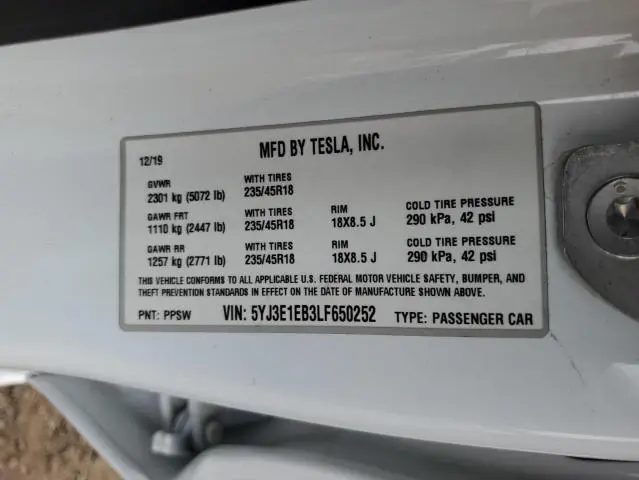 12/19 MFD BY TESLA, INC.
GVWR WITH TIRES
2301 kg (5072 lb) 235/45R18
GAWR FRT WITH TIRES RIM COLD TIRE PRESSURE
1110 kg (2447 lb) 235/45R18 18X8.5 J 290 kPa, 42 psi
GAWR RR WITH TIRES RIM COLD TIRE PRESSURE
1257 kg (2771 lb) 235/45R18 18X8.5 J 290 kPa, 42 psi
THIS VEHICLE CONFORMS TO ALL APPLICABLE U.S. FEDERAL MOTOR VEHICLE SAFETY, BUMPER, AND
THEFT PREVENTION STANDARDS IN EFFECT ON THE DATE OF MANUFACTURE SHOWN ABOVE.
PNT: PPSW VIN: 5YJ3E1EB3LF650252 TYPE: PASSENGER CAR